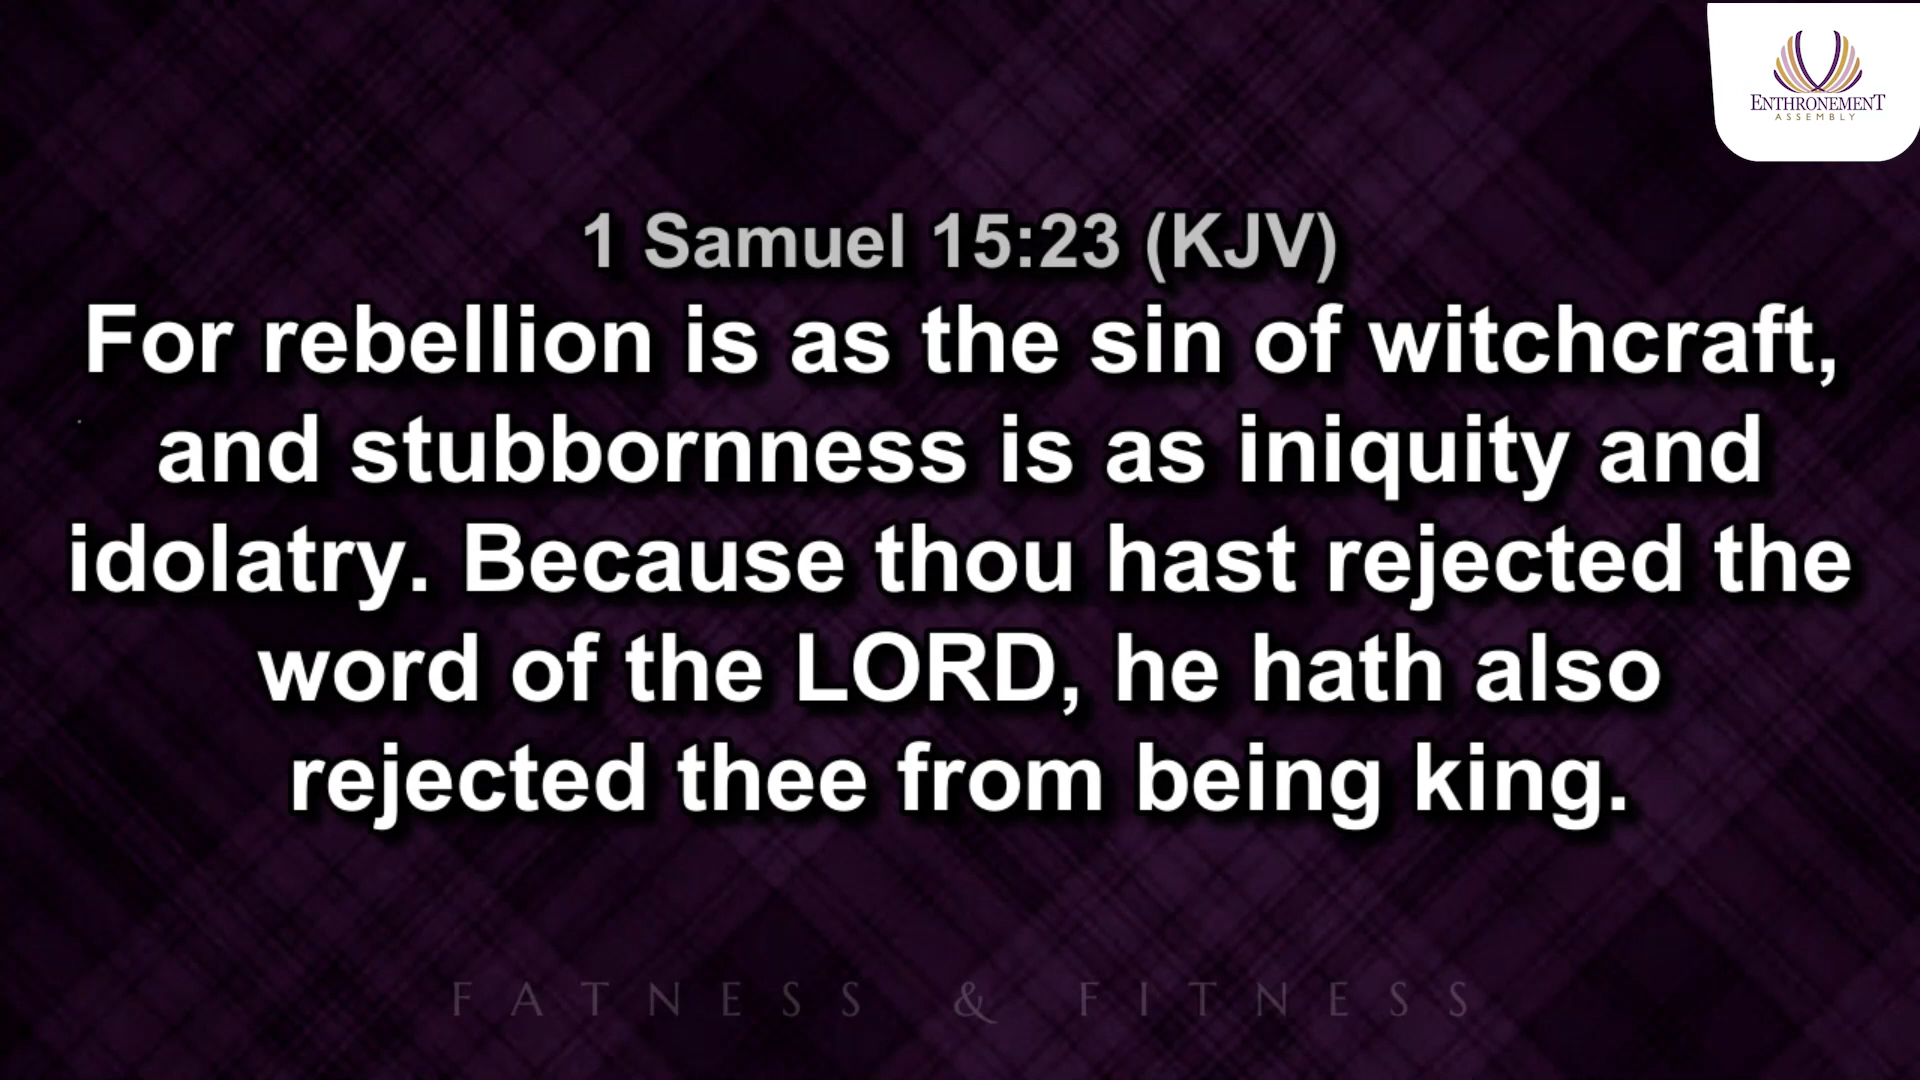 ENTHRONEMENT
ASSEMBLY
1 Samuel 15:23 (KJV)
For rebellion is as the sin of witchcraft,
and stubbornness is as iniquity and
idolatry. Because thou hast rejected the
word of the LORD, he hath also
rejected thee from being king.
FATNESS & FITNESS